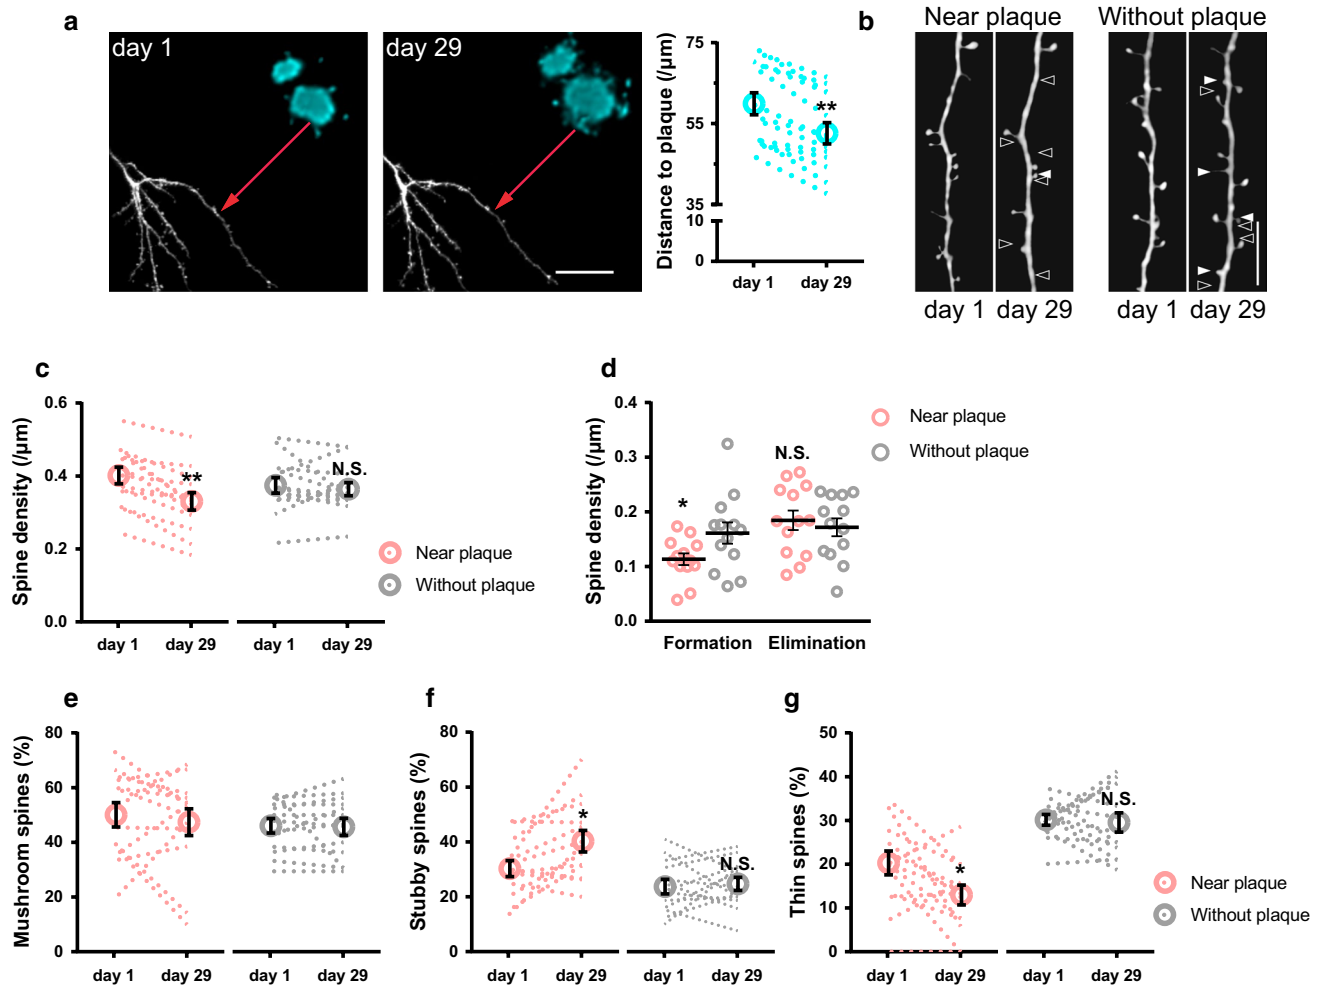 a
day 1
day 29
Distance to plaque (/μm)
75
55
35
10
0
**
day 1
day 29
b
Near plaque
Without plaque
day 1
day 29
day 1
day 29
c
Spine density (/μm)
0.6
0.4
0.2
0.0
**
N.S.
day 1
day 29
day 1
day 29
Near plaque
Without plaque
d
Spine density (/μm)
0.4
0.3
0.2
0.1
0.0
*
N.S.
Formation
Elimination
Near plaque
Without plaque
e
Mushroom spines (%)
80
60
40
20
0
day 1
day 29
day 1
day 29
f
Stubby spines (%)
80
60
40
20
0
*
N.S.
day 1
day 29
day 1
day 29
g
Thin spines (%)
50
40
30
20
10
0
*
N.S.
day 1
day 29
day 1
day 29
Near plaque
Without plaque